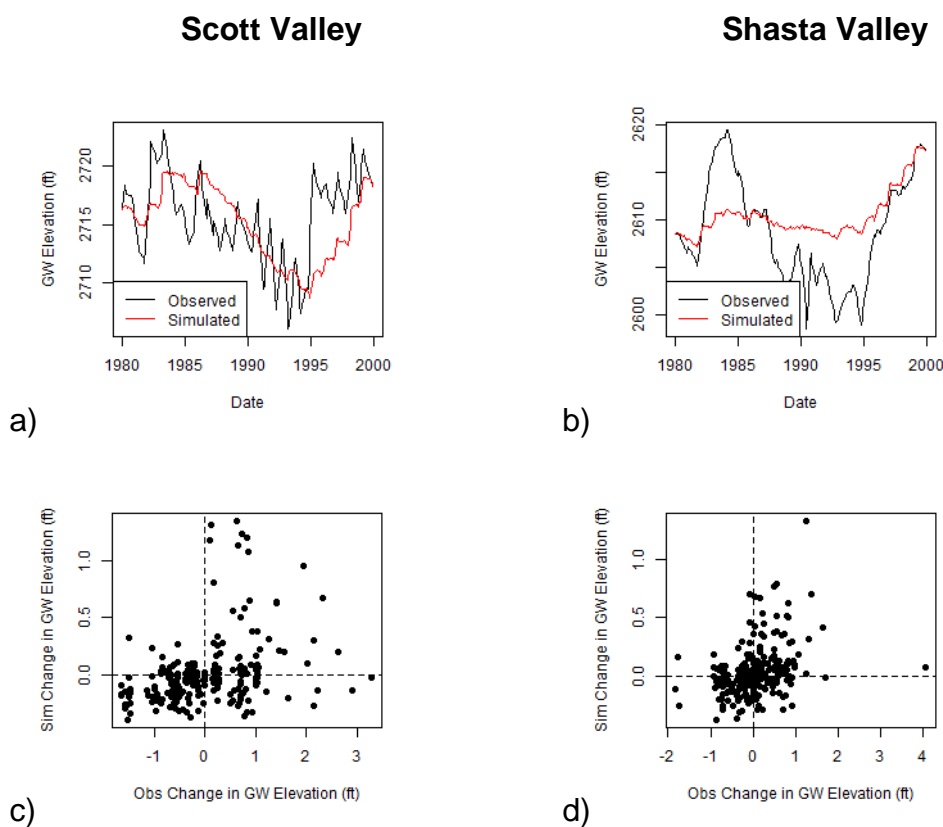 Scott Valley
Shasta Valley
GW Elevation (ft)
2710 2715 2720
Observed
Simulated
1980 1985 1990 1995 2000
Date
a)
GW Elevation (ft)
2600 2610 2620
Observed
Simulated
1980 1985 1990 1995 2000
Date
b)
Sim Change in GW Elevation (ft)
0.0 0.5 1.0
-1 0 1 2 3
Obs Change in GW Elevation (ft)
c)
Sim Change in GW Elevation (ft)
0.0 0.5 1.0
-2 -1 0 1 2 3 4
Obs Change in GW Elevation (ft)
d)